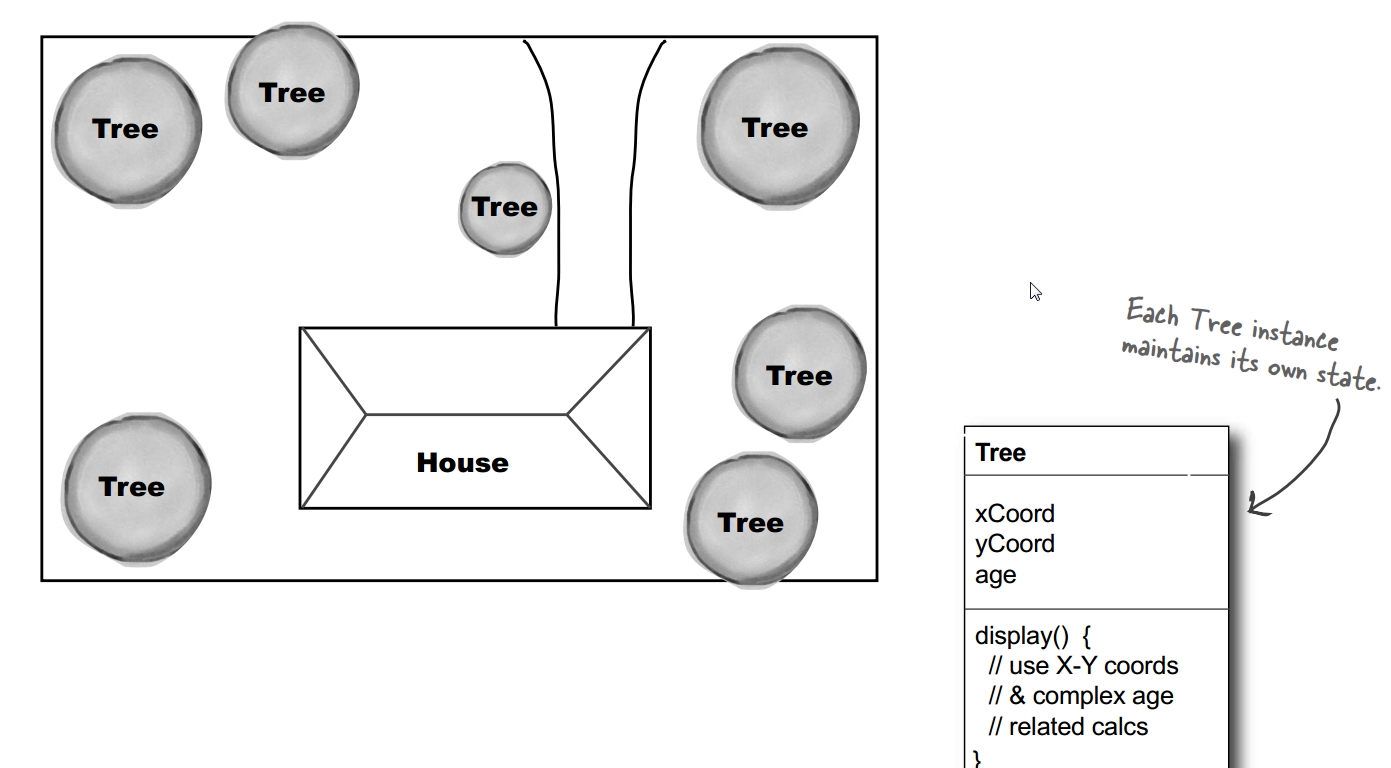 Tree
Tree
Tree
Tree
Tree
Tree
Tree
House
Each Tree instance
maintains its own state.
Tree
xCoord
yCoord
age
display() {
// use X-Y coords
// & complex age
// related calcs
}